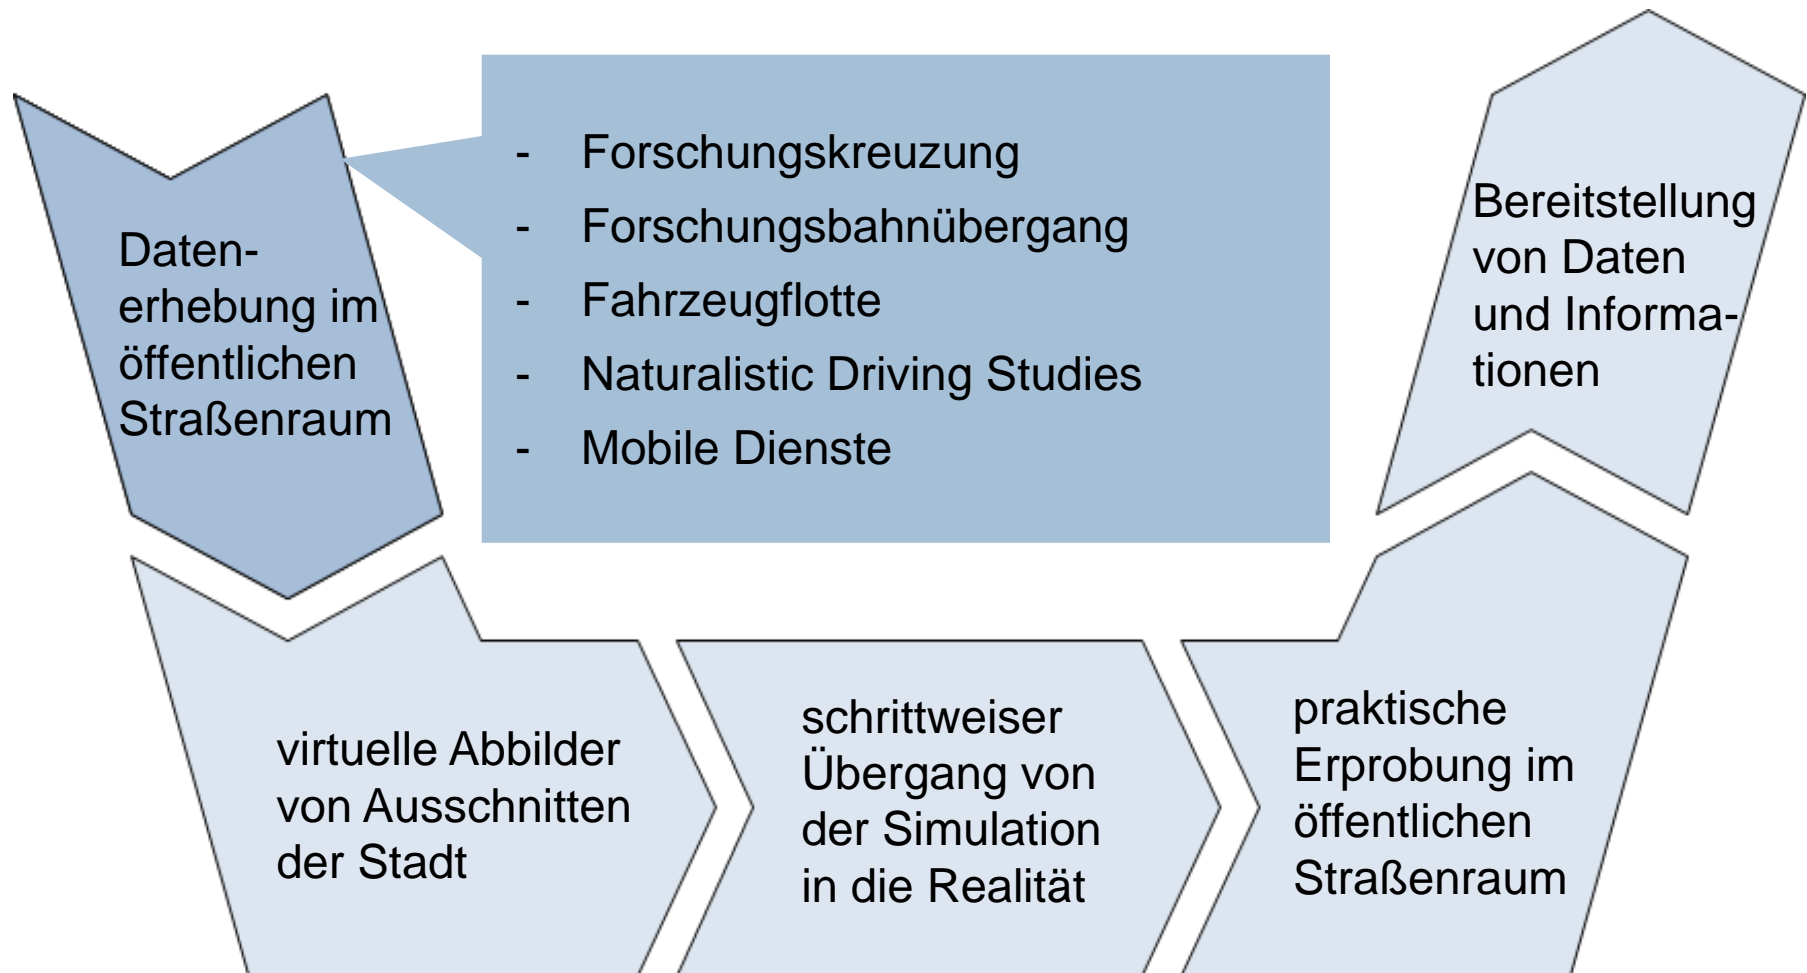 Daten-
erhebung im
öffentlichen
Straßenraum
- Forschungskreuzung
- Forschungsbahnübergang
- Fahrzeugflotte
- Naturalistic Driving Studies
- Mobile Dienste
virtuelle Abbilder
von Ausschnitten
der Stadt
schrittweiser
Übergang von
der Simulation
in die Realität
praktische
Erprobung im
öffentlichen
Straßenraum
Bereitstellung
von Daten
und Informa-
tionen